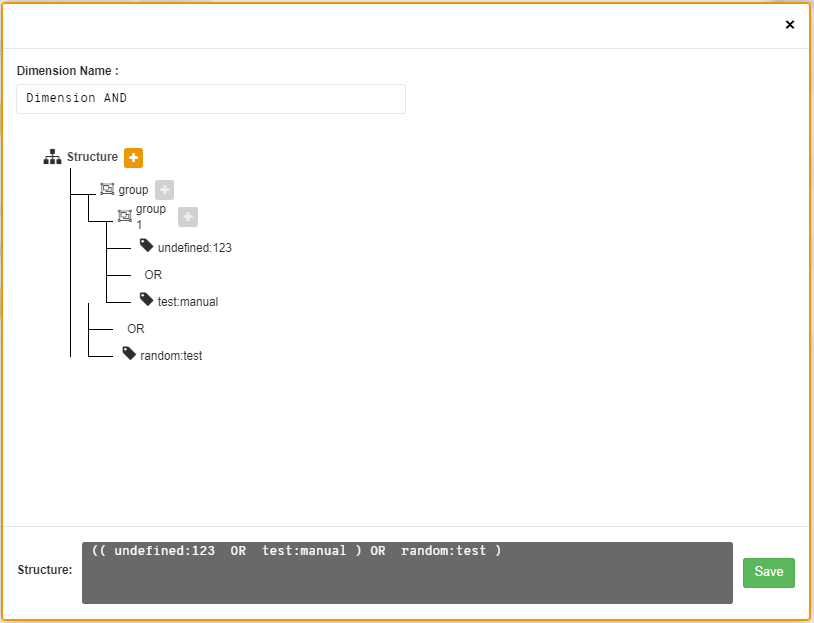 ×
Dimension Name :
Dimension AND
Structure +
group +
group
1 +
undefined:123
OR
test:manual
OR
random:test
Structure:
(( undefined:123 OR test:manual ) OR random:test )
Save